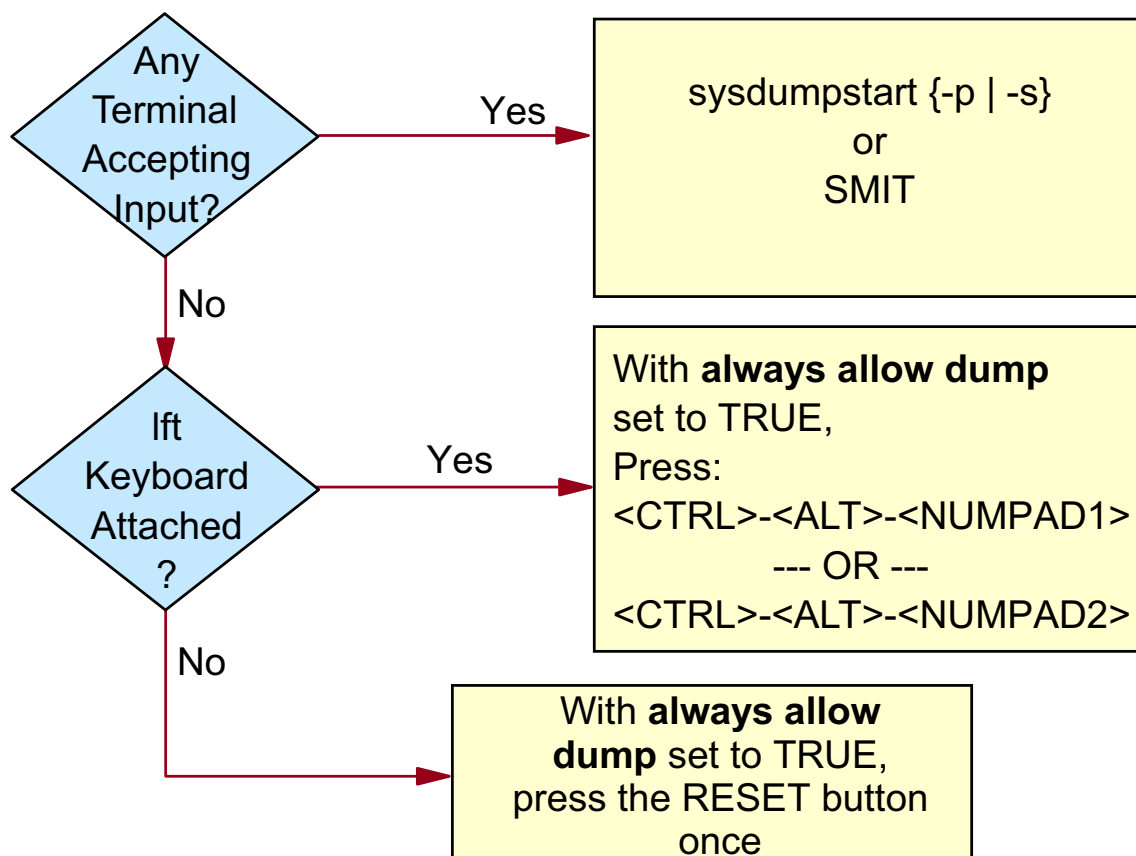 Any
Terminal
Accepting
Input?
Yes
sysdumpstart {-p | -s}
or
SMIT
No
lft
Keyboard
Attached
?
Yes
With always allow dump
set to TRUE,
Press:
<CTRL>-<ALT>-<NUMPAD1>
--- OR ---
<CTRL>-<ALT>-<NUMPAD2>
No
With always allow
dump set to TRUE,
press the RESET button
once